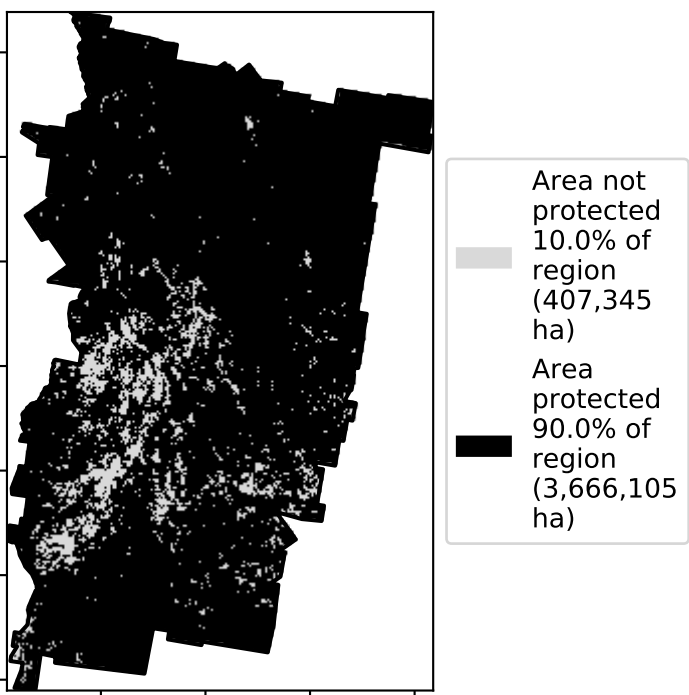 Area not
protected
10.0% of
region
(407,345
ha)
Area
protected
90.0% of
region
(3,666,105
ha)